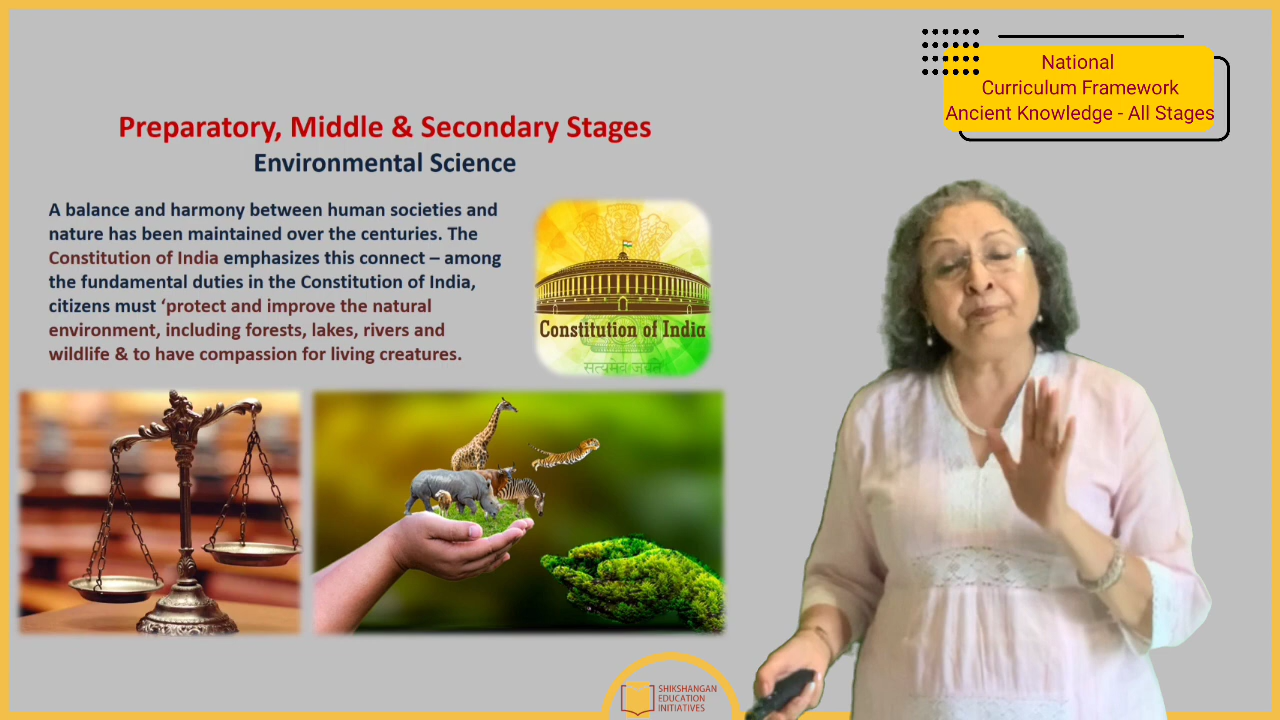 National
Curriculum Framework
Ancient Knowledge - All Stages
Preparatory, Middle & Secondary Stages
Environmental Science
A balance and harmony between human societies and
nature has been maintained over the centuries. The
Constitution of India emphasizes this connect – among
the fundamental duties in the Constitution of India,
citizens must ‘protect and improve the natural
environment, including forests, lakes, rivers and
wildlife & to have compassion for living creatures.
Constitution of India
सत्यमेव जयते
SHIKSHANGAN
EDUCATION
INITIATIVES